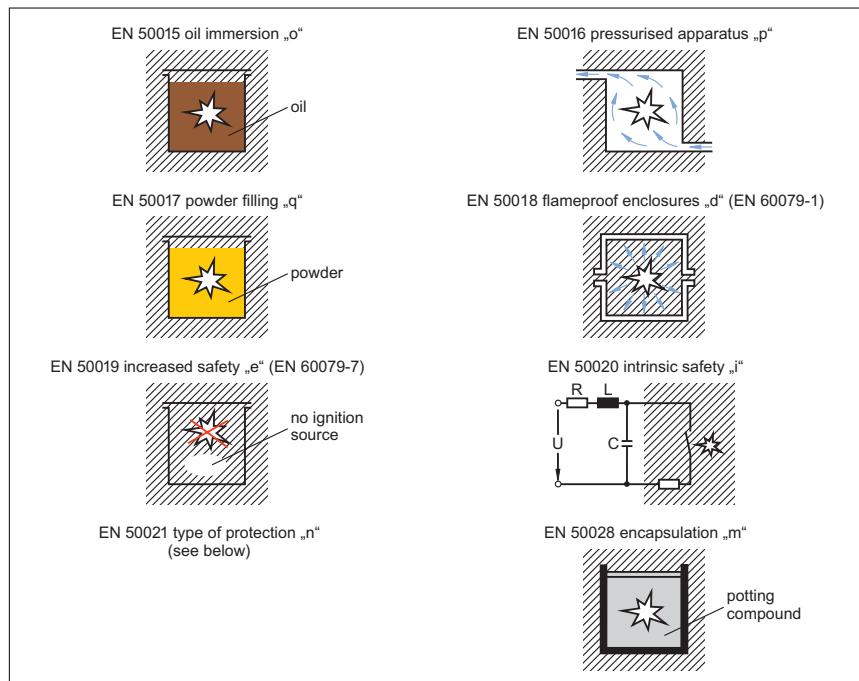 EN 50015 oil immersion „o“
oil
EN 50016 pressurised apparatus „p“
EN 50017 powder filling „q“
powder
EN 50018 flameproof enclosures „d“ (EN 60079-1)
EN 50019 increased safety „e“ (EN 60079-7)
no ignition
source
EN 50020 intrinsic safety „i“
R
L
U
C
EN 50021 type of protection „n“
(see below)
EN 50028 encapsulation „m“
potting
compound